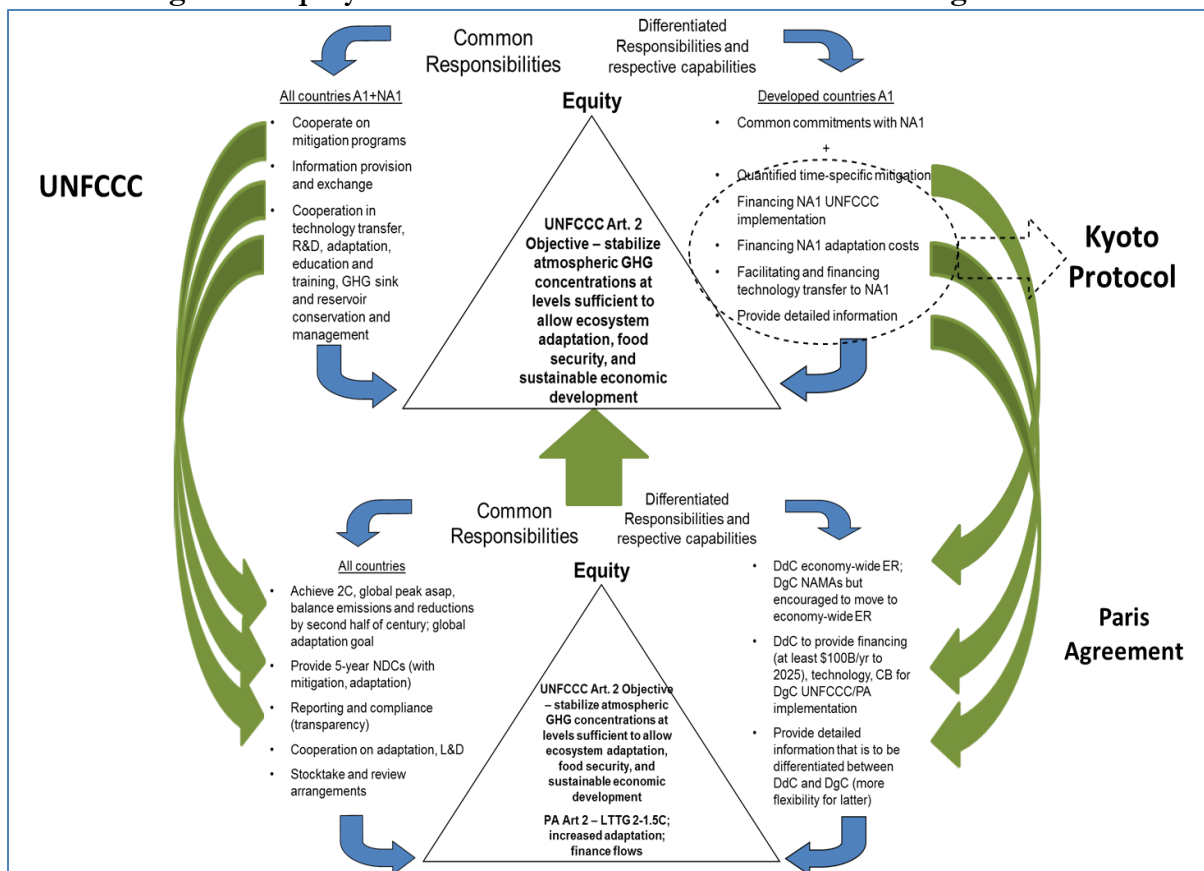 Common
Responsibilities
Differentiated
Responsibilities and
respective capabilities
Equity
UNFCCC
All countries A1+NA1
• Cooperate on
mitigation programs
• Information provision
and exchange
• Cooperation in
technology transfer,
R&D, adaptation,
education and
training, GHG sink
and reservoir
conservation and
management
UNFCCC Art. 2
Objective – stabilize
atmospheric GHG
concentrations at
levels sufficient to
allow ecosystem
adaptation, food
security, and
sustainable economic
development
Developed countries A1
• Common commitments with NA1
+
• Quantified time-specific mitigation
• Financing NA1 UNFCCC
implementation
• Financing NA1 adaptation costs
• Facilitating and financing
technology transfer to NA1
• Provide detailed information
Kyoto
Protocol
Common
Responsibilities
Differentiated
Responsibilities and
respective capabilities
Equity
All countries
• Achieve 2C, global peak asap,
balance emissions and reductions
by second half of century; global
adaptation goal
• Provide 5-year NDCs (with
mitigation, adaptation)
• Reporting and compliance
(transparency)
• Cooperation on adaptation, L&D
• Stocktake and review
arrangements
UNFCCC Art. 2 Objective
– stabilize atmospheric
GHG concentrations at
levels sufficient to allow
ecosystem adaptation,
food security, and
sustainable economic
development
PA Art 2 – LTTG 2-1.5C;
increased adaptation;
finance flows
• DdC economy-wide ER;
DgC NAMAs but
encouraged to move to
economy-wide ER
• DdC to provide financing
(at least $100B/yr to
2025), technology, CB for
DgC UNFCCC/PA
implementation
• Provide detailed
information that is to be
differentiated between
DdC and DgC (more
flexibility for latter)
Paris
Agreement